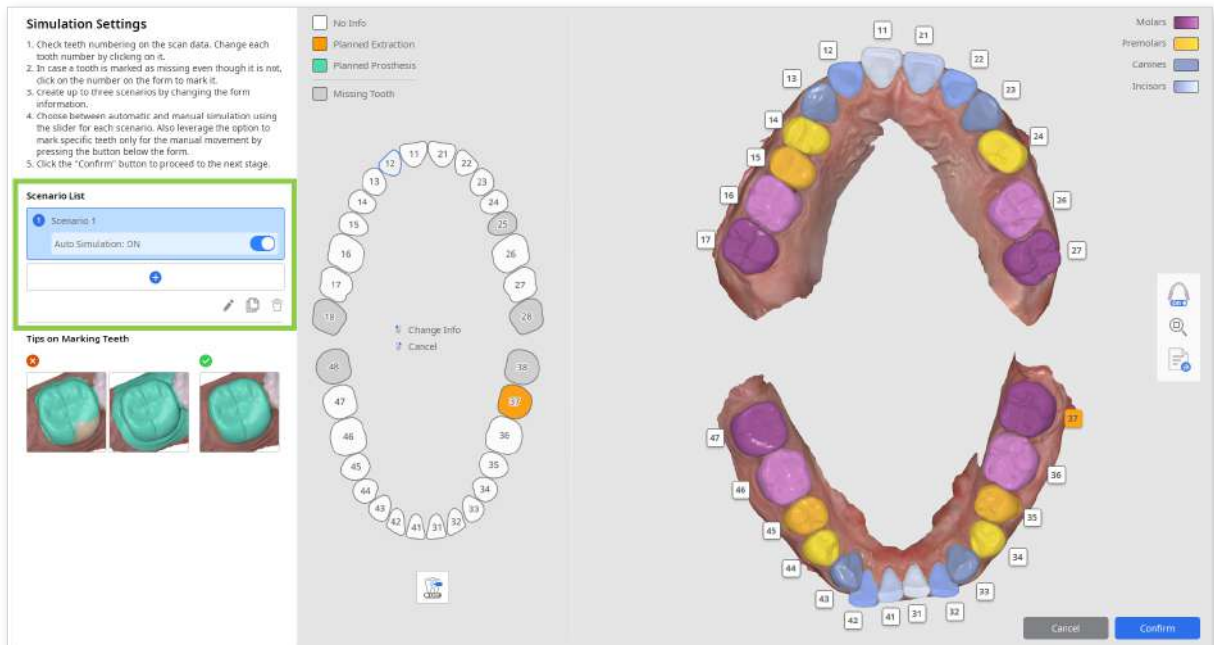 Simulation Settings
1. Check teeth numbering on the scan data. Change each
tooth number by clicking on it.
2. In case a tooth is marked as missing even though it is not,
click on the number on the form to mark it.
3. Create up to three scenarios by changing the form
information.
4. Choose between automatic and manual simulation using
the slider for each scenario. Also leverage the option to
mark specific teeth only for the manual movement by
pressing the button below the form.
5. Click the "Confirm" button to proceed to the next stage.
Scenario List
1 Scenario 1
Auto Simulation: ON
Tips on Marking Teeth
No Info
Planned Extraction
Planned Prosthesis
Missing Tooth
11 21
12 22
13 23
14 24
15 25
16 26
17 27
18 28
Change Info
Cancel
48 38
47 37
46 36
45 35
44 34
43 33
42 41 31 32
Molars
Premolars
Canines
Incisors
11 21
12 22
13 23
14 24
15
16 26
17 27
37
47
46 36
45 35
44 34
43 33
42 41 31 32
Cancel Confirm